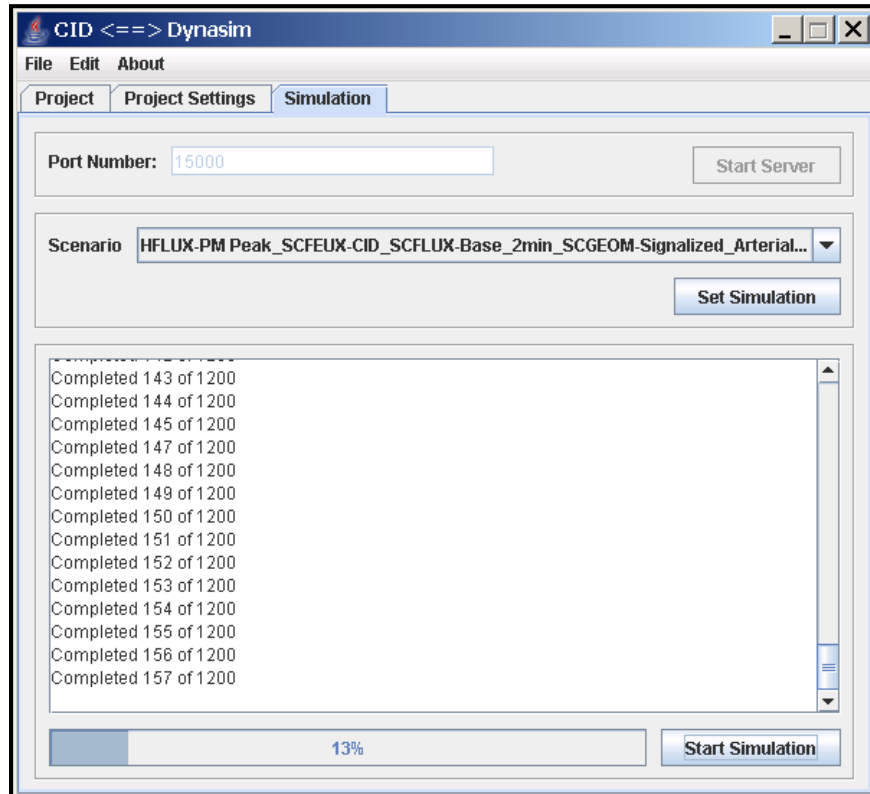 CID <==> Dynasim
File Edit About
Project Project Settings Simulation
Port Number: 15000 Start Server
Scenario HFLUX-PM Peak_SCFEUX-CID_SCFLUX-Base_2min_SCGEOM-Signalized_Arterial...
Set Simulation
Completed 143 of 1200
Completed 144 of 1200
Completed 145 of 1200
Completed 147 of 1200
Completed 148 of 1200
Completed 149 of 1200
Completed 150 of 1200
Completed 151 of 1200
Completed 152 of 1200
Completed 153 of 1200
Completed 154 of 1200
Completed 155 of 1200
Completed 156 of 1200
Completed 157 of 1200
13% Start Simulation